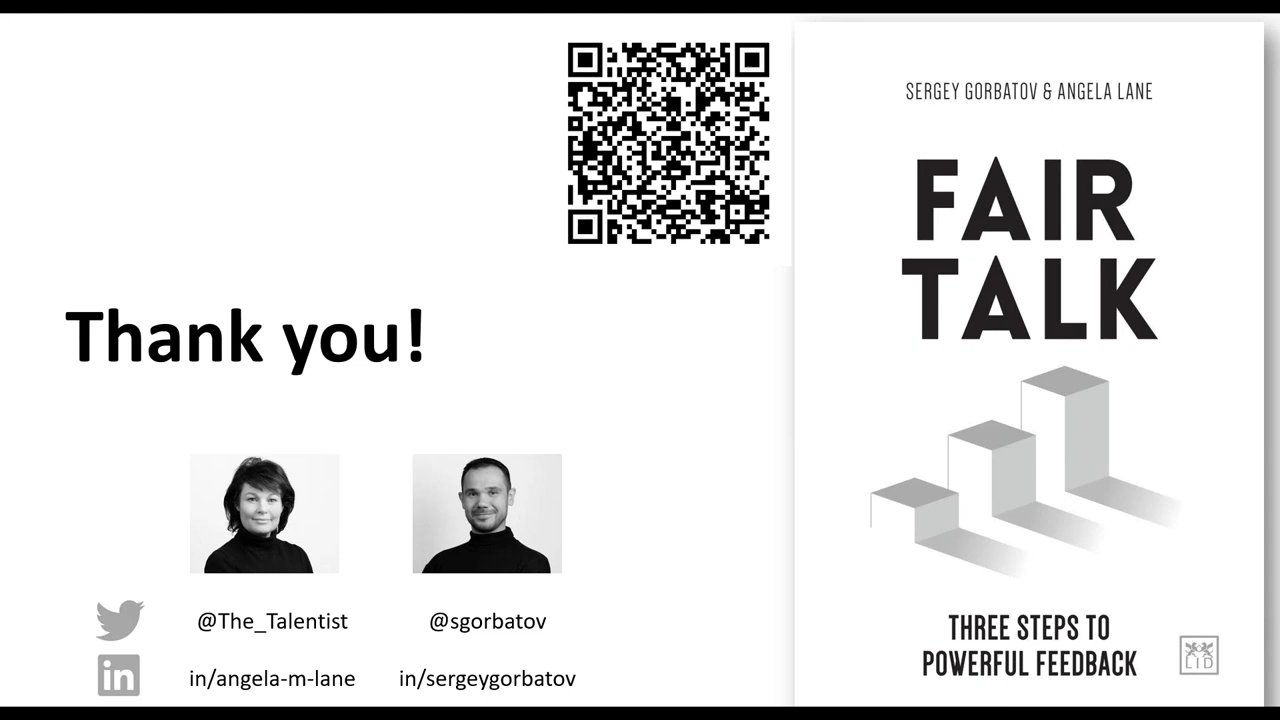 Thank you!
@The_Talentist
@sgorbatov
in/angela-m-lane
in/sergeygorbatov
SERGEY GORBATOV & ANGELA LANE
FAIR
TALK
THREE STEPS TO
POWERFUL FEEDBACK
LID